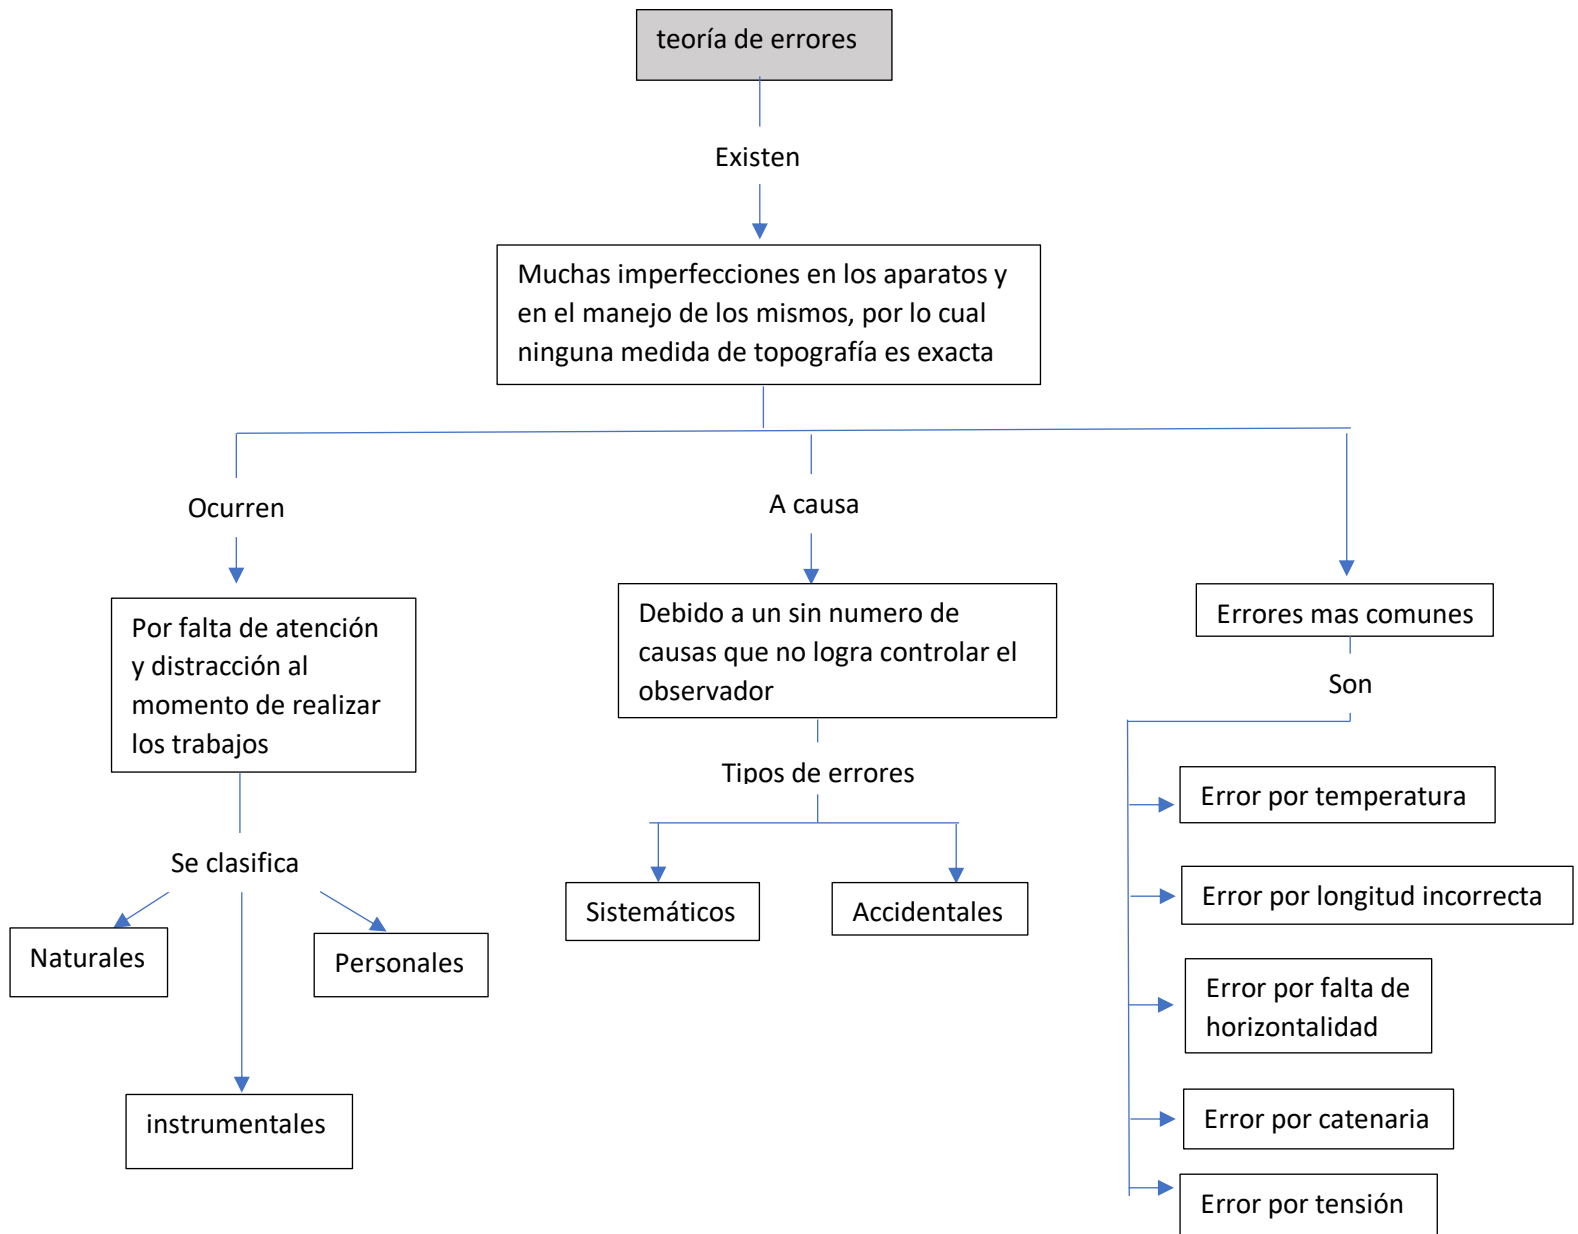 teoría de errores
Existen
Muchas imperfecciones en los aparatos y
en el manejo de los mismos, por lo cual
ninguna medida de topografía es exacta
Ocurren
Por falta de atención
y distracción al
momento de realizar
los trabajos
Se clasifica
Naturales
Personales
instrumentales
A causa
Debido a un sin numero de
causas que no logra controlar el
observador
Tipos de errores
Sistemáticos
Accidentales
Errores mas comunes
Son
Error por temperatura
Error por longitud incorrecta
Error por falta de
horizontalidad
Error por catenaria
Error por tensión